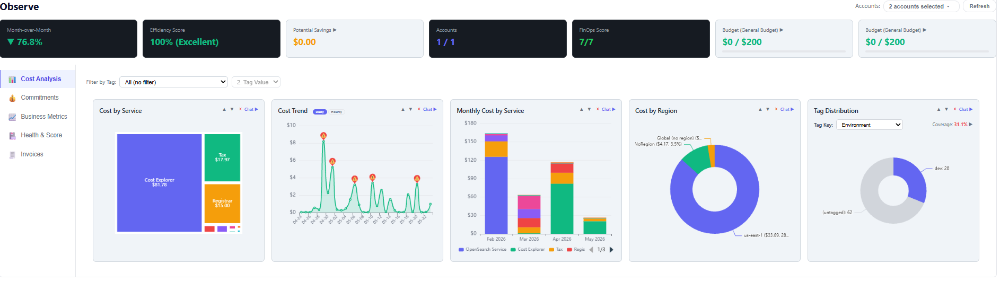 Observe
Accounts: 2 accounts selected Refresh
Month-over-Month
▼ 76.8%
Efficiency Score
100% (Excellent)
Potential Savings ▶
$0.00
Accounts
1 / 1
FinOps Score
7/7
Budget (General Budget) ▶
$0 / $200
Budget (General Budget) ▶
$0 / $200
Cost Analysis
Commitments
Business Metrics
Health & Score
Invoices
Filter by Tag: All (no filter) 2. Tag Value
Cost by Service ▲ ▼ × Chat ▶
Cost Explorer
$81.78
Tax
$17.97
Registrar
$15.00
Cost Trend Daily Hourly ▲ ▼ × Chat ▶
$10
$8
$6
$4
$2
$0
04-24 04-26 04-28 04-30 05-02 05-04 05-06 05-08 05-10 05-12 05-14 05-16 05-18 05-20 05-22
Monthly Cost by Service ▲ ▼ × Chat ▶
$180
$150
$120
$90
$60
$30
$0
Feb 2026 Mar 2026 Apr 2026 May 2026
OpenSearch Service Cost Explorer Tax Regis 1/3
Cost by Region ▲ ▼ × Chat ▶
Global (no region) ($...
NoRegion ($4.17, 3.5%)
us-east-1 ($33.69, 28...
Tag Distribution ▲ ▼ × Chat ▶
Tag Key: Environment Coverage: 31.1% ▶
dev: 28
(untagged): 62